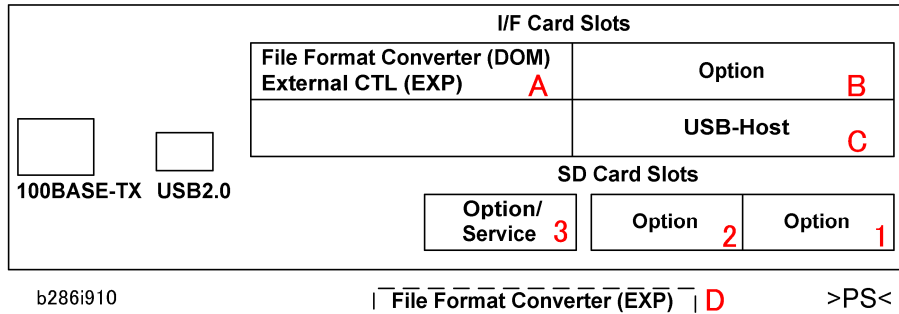 I/F Card Slots
File Format Converter (DOM)
External CTL (EXP) A
Option B
USB-Host C
100BASE-TX USB2.0
SD Card Slots
Option/
Service 3
Option 2
Option 1
b286i910
File Format Converter (EXP) D
>PS<